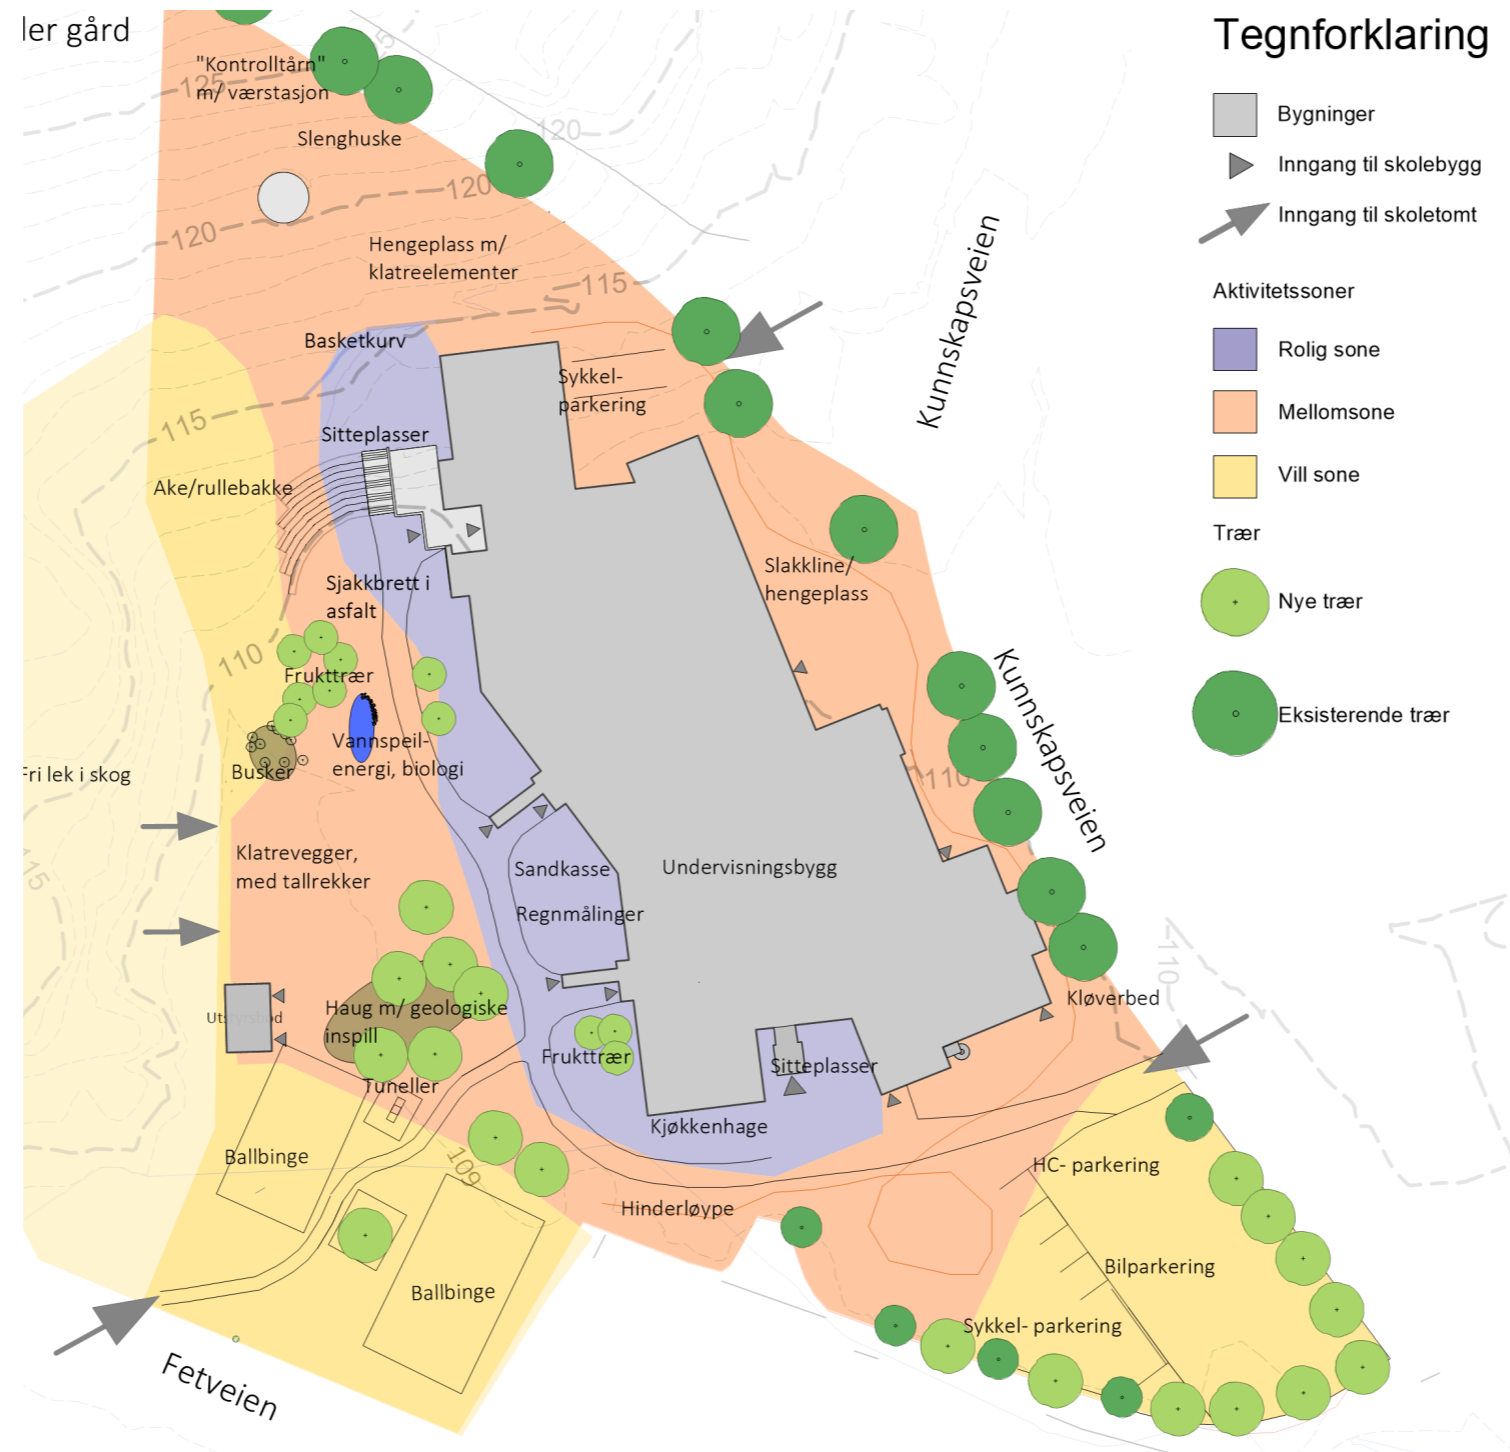 ler gård
"Kontrolltårn"
m/ værstasjon
125
Slenghuske
120
120
120
Hengeplass m/
klatreelementer
115
Basketkurv
Sykkel-
parkering
Kunnskapsveien
115
Sitteplasser
Ake/rullebakke
Slakkline/
hengeplass
Sjakkbrett i
asfalt
110
Frukttrær
Kunnskapsveien
Vannspeil-
energi, biologi
Busker
Fri lek i skog
110
Klatrevegger,
med tallrekker
Sandkasse
Undervisningsbygg
Regnmålinger
15
110
Kløverbed
Haug m/ geologiske
inspill
Utstyrsbod
Frukttrær
Sitteplasser
Tuneller
Kjøkkenhage
Ballbinge
109
HC- parkering
Hinderløype
Bilparkering
Ballbinge
Sykkel- parkering
Fetveien
Tegnforklaring
Bygninger
Inngang til skolebygg
Inngang til skoletomt
Aktivitetssoner
Rolig sone
Mellomsone
Vill sone
Trær
Nye trær
Eksisterende trær